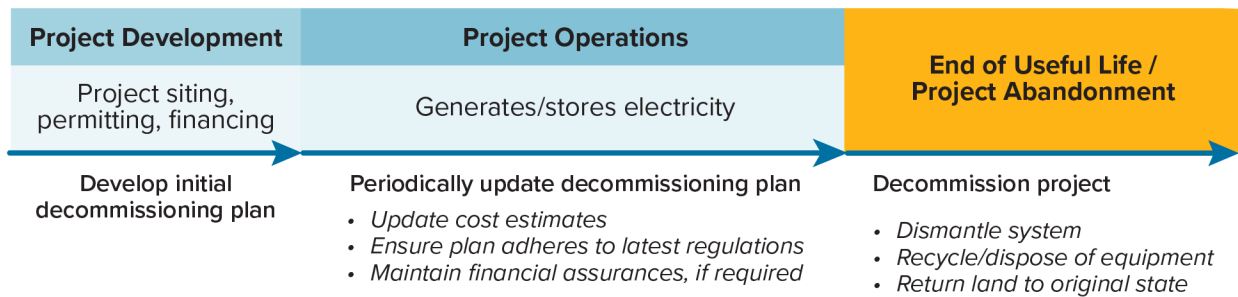 Project Development
Project siting,
permitting, financing
Develop initial
decommissioning plan
Project Operations
Generates/stores electricity
Periodically update decommissioning plan
• Update cost estimates
• Ensure plan adheres to latest regulations
• Maintain financial assurances, if required
End of Useful Life /
Project Abandonment
Decommission project
• Dismantle system
• Recycle/dispose of equipment
• Return land to original state